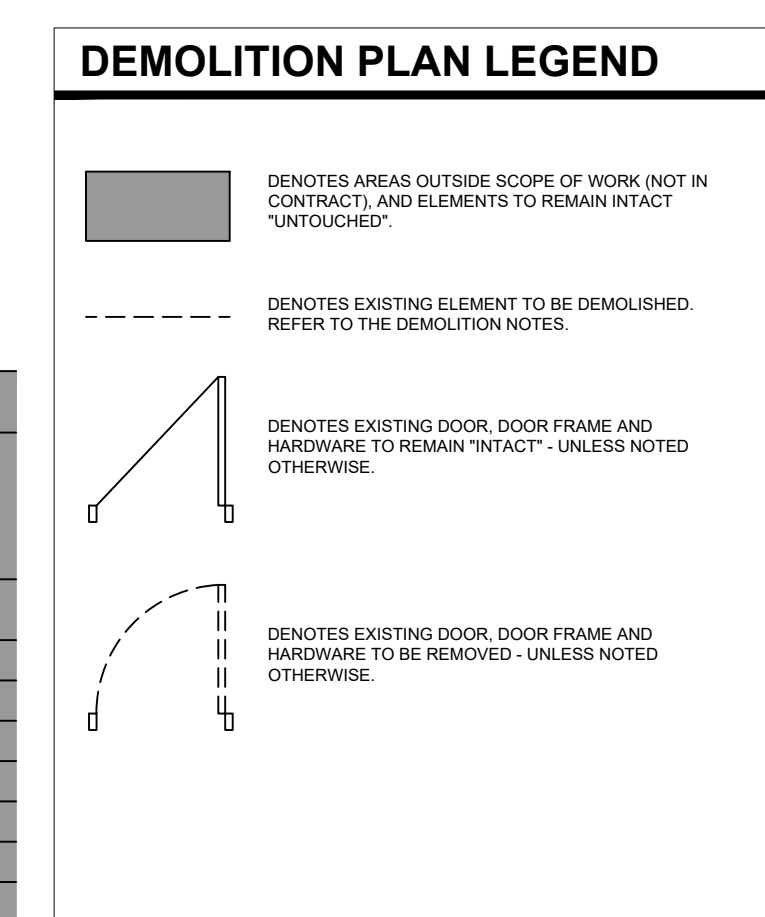 DEMOLITION PLAN LEGEND
DENOTES AREAS OUTSIDE SCOPE OF WORK (NOT IN
CONTRACT), AND ELEMENTS TO REMAIN INTACT
"UNTOUCHED".
DENOTES EXISTING ELEMENT TO BE DEMOLISHED.
REFER TO THE DEMOLITION NOTES.
DENOTES EXISTING DOOR, DOOR FRAME AND
HARDWARE TO REMAIN "INTACT" - UNLESS NOTED
OTHERWISE.
DENOTES EXISTING DOOR, DOOR FRAME AND
HARDWARE TO BE REMOVED - UNLESS NOTED
OTHERWISE.